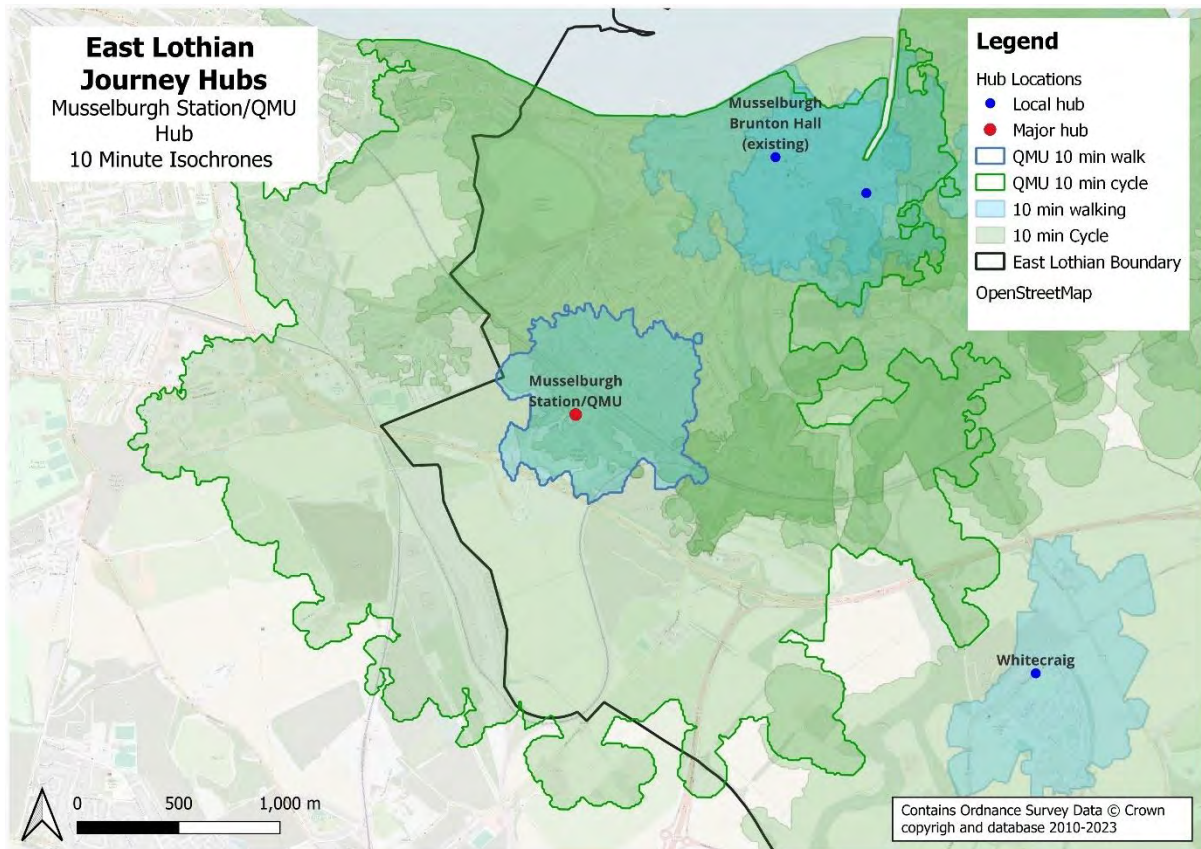 East Lothian
Journey Hubs
Musselburgh Station/QMU
Hub
10 Minute Isochrones
Musselburgh
Brunton Hall
(existing)
Musselburgh
Station/QMU
Whitecraig
Legend
Hub Locations
Local hub
Major hub
QMU 10 min walk
QMU 10 min cycle
10 min walking
10 min Cycle
East Lothian Boundary
OpenStreetMap
0 500 1,000 m
Contains Ordnance Survey Data © Crown
copyrigh and database 2010-2023